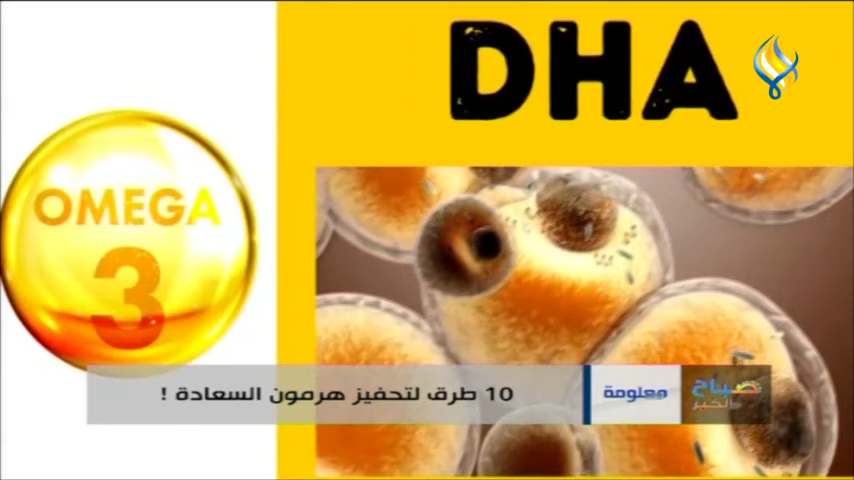 DHA
OMEGA
3
صباح
الخير
معلومة
10 طرق لتحفيز هرمون السعادة !